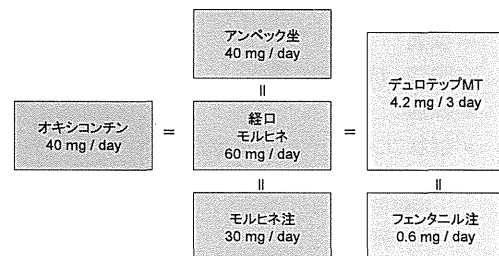 アンペック坐
40 mg / day
=
デュロテップMT
4.2 mg / 3 day
オキシコンチン
40 mg / day
=
経口
モルヒネ
60 mg / day
=
=
=
モルヒネ注
30 mg / day
フェンタニル注
0.6 mg / day